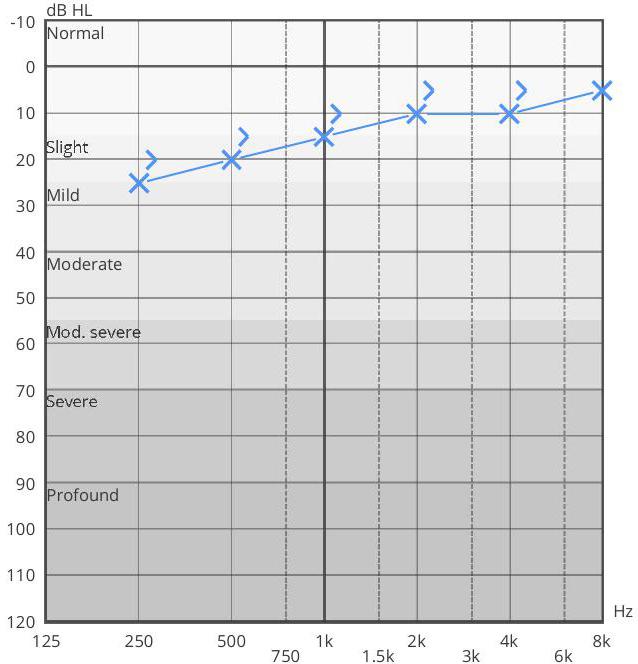 dB HL
-10
Normal
0
10
Slight
20
Mild
30
40
Moderate
50
Mod. severe
60
70
Severe
80
90
Profound
100
110
120
Hz
125 250 500 1k 2k 4k 8k
750 1.5k 3k 6k